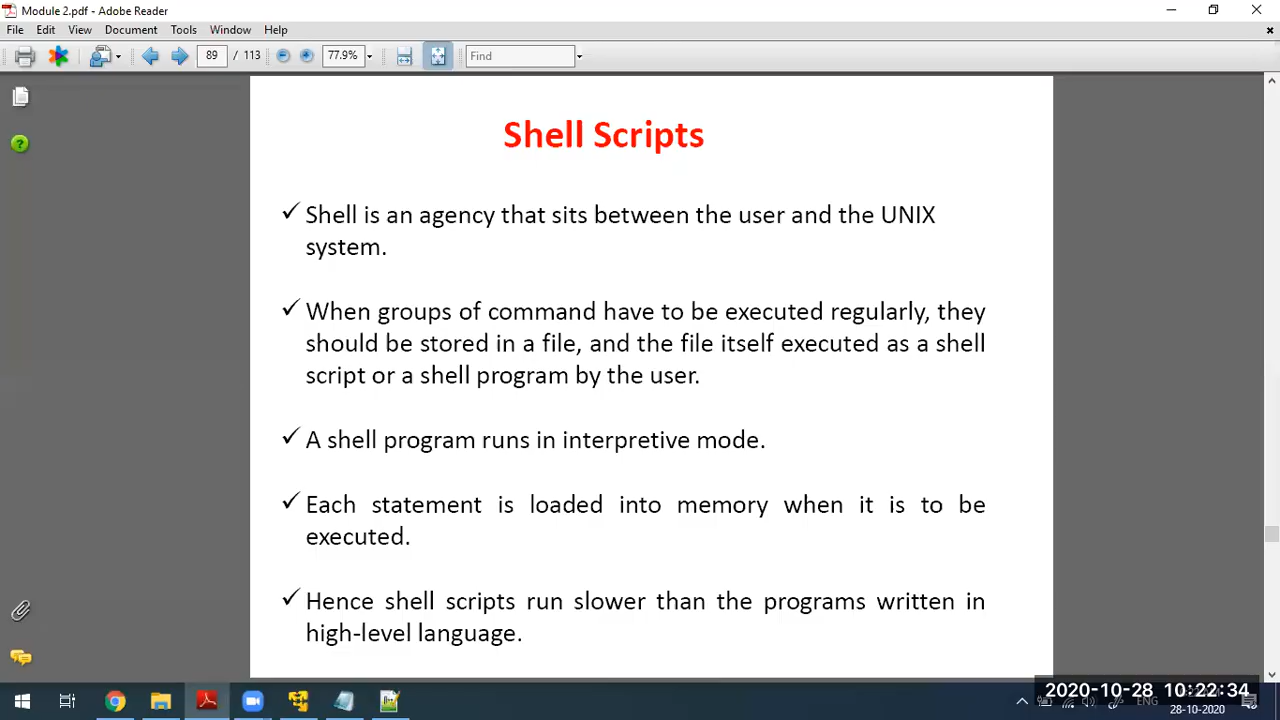 Module 2.pdf - Adobe Reader
File Edit View Document Tools Window Help
89 / 113 77.9% Find
Shell Scripts
✓ Shell is an agency that sits between the user and the UNIX
system.
✓ When groups of command have to be executed regularly, they
should be stored in a file, and the file itself executed as a shell
script or a shell program by the user.
✓ A shell program runs in interpretive mode.
✓ Each statement is loaded into memory when it is to be
executed.
✓ Hence shell scripts run slower than the programs written in
high-level language.
2020-10-28 10:22:34
ENG
28-10-2020